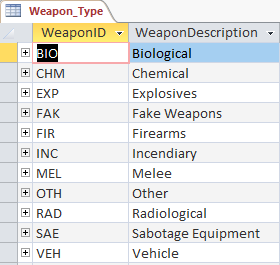 Weapon_Type
WeaponID WeaponDescription
BIO Biological
CHM Chemical
EXP Explosives
FAK Fake Weapons
FIR Firearms
INC Incendiary
MEL Melee
OTH Other
RAD Radiological
SAE Sabotage Equipment
VEH Vehicle